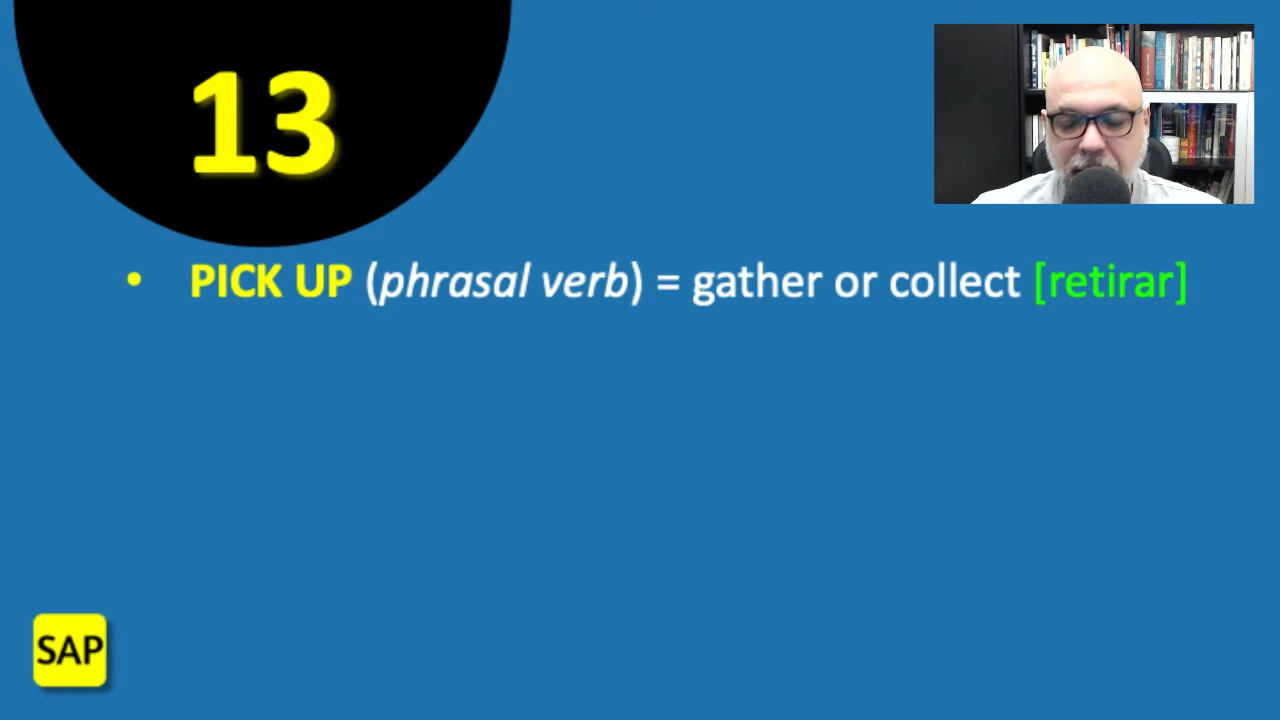 13
• PICK UP (phrasal verb) = gather or collect [retirar]
SAP